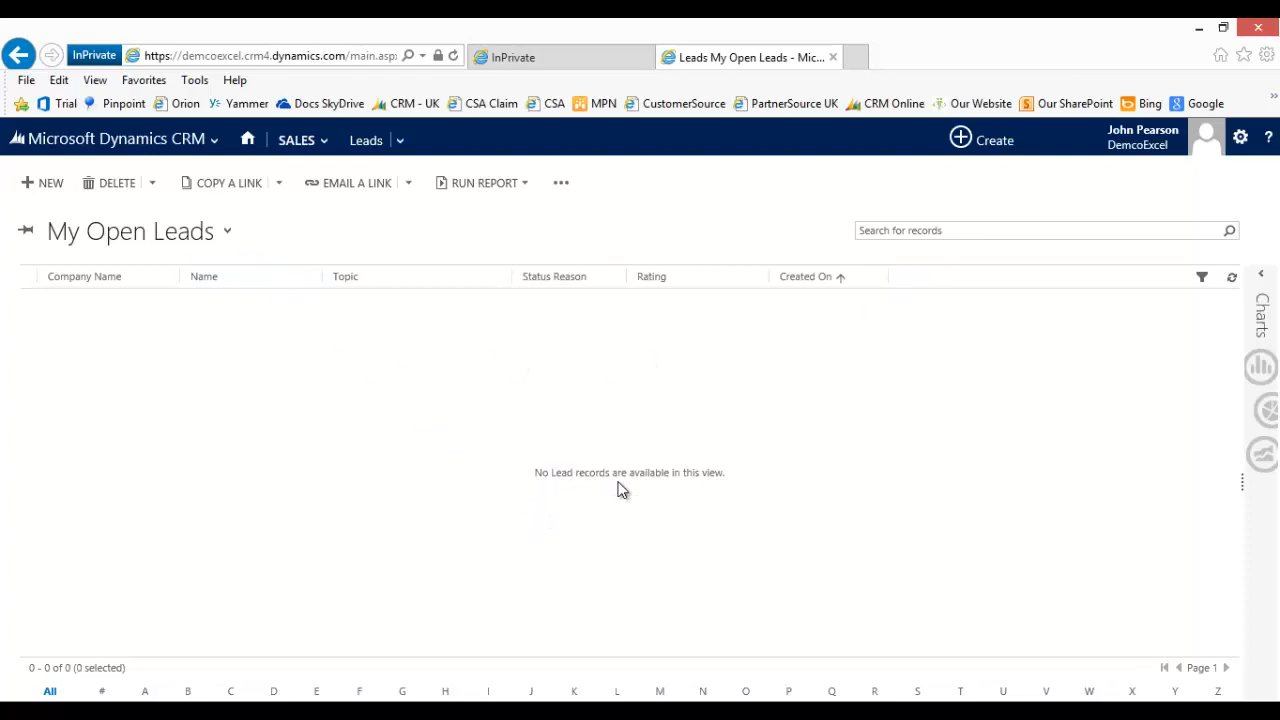 InPrivate https://demcoexcel.crm4.dynamics.com/main.asp InPrivate Leads My Open Leads - Mic...
File Edit View Favorites Tools Help
Trial Pinpoint Orion Yammer Docs SkyDrive CRM - UK CSA Claim CSA MPN CustomerSource PartnerSource UK CRM Online Our Website Our SharePoint Bing Google
Microsoft Dynamics CRM SALES Leads Create John Pearson
DemcoExcel
NEW DELETE COPY A LINK EMAIL A LINK RUN REPORT •••
My Open Leads Search for records
Company Name Name Topic Status Reason Rating Created On
Charts
No Lead records are available in this view.
0 - 0 of 0 (0 selected) Page 1
All # A B C D E F G H I J K L M N O P Q R S T U V W X Y Z